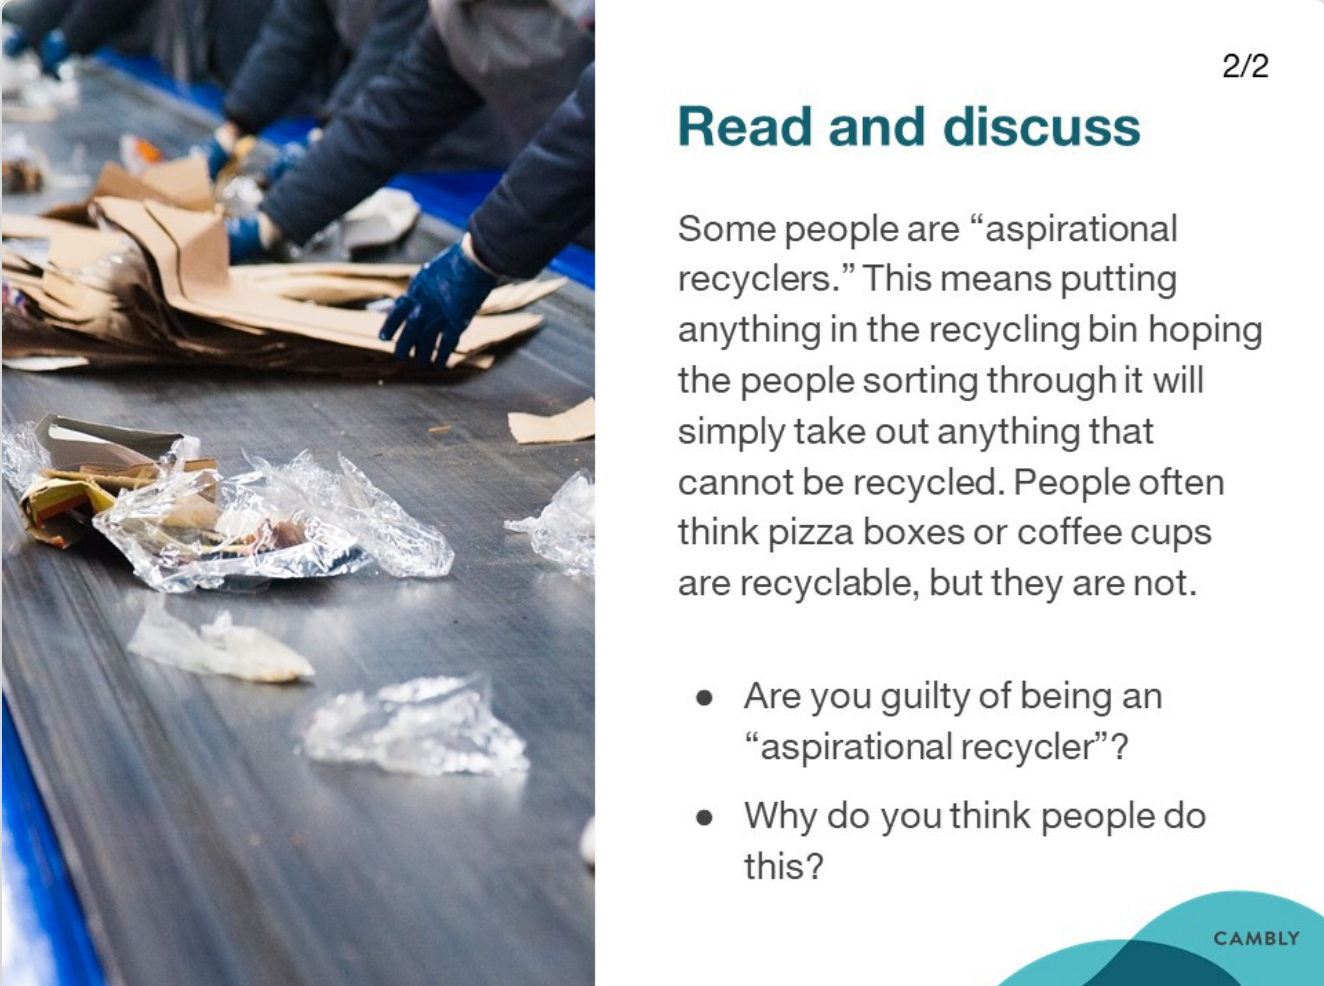 2/2
Read and discuss
Some people are “aspirational
recyclers.” This means putting
anything in the recycling bin hoping
the people sorting through it will
simply take out anything that
cannot be recycled. People often
think pizza boxes or coffee cups
are recyclable, but they are not.
● Are you guilty of being an
“aspirational recycler”?
● Why do you think people do
this?
CAMBLY